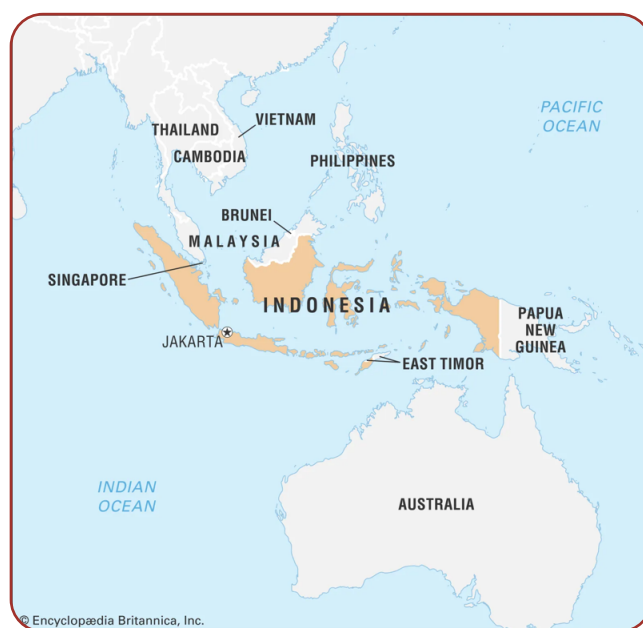 PACIFIC
OCEAN
VIETNAM
THAILAND
CAMBODIA
PHILIPPINES
BRUNEI
MALAYSIA
SINGAPORE
INDONESIA
JAKARTA
PAPUA
NEW
GUINEA
EAST TIMOR
INDIAN
OCEAN
AUSTRALIA
© Encyclopædia Britannica, Inc.